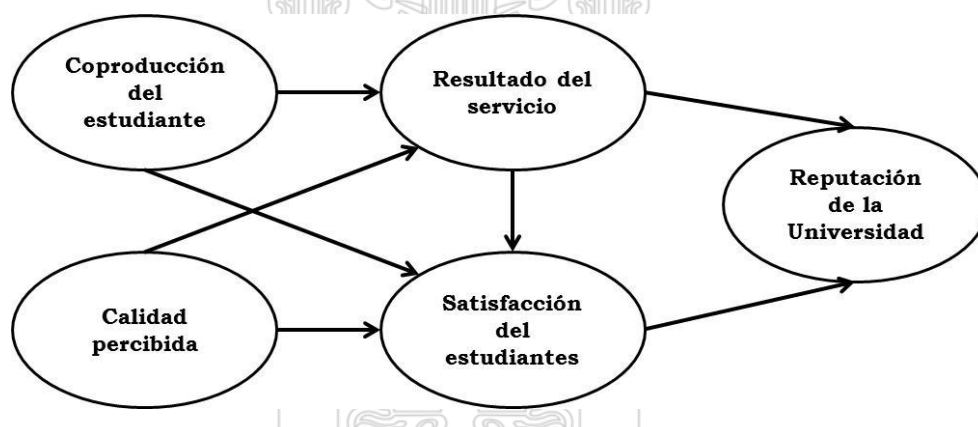 Coproducción
del
estudiante
Resultado del
servicio
Reputación
de la
Universidad
Calidad
percibida
Satisfacción
del
estudiantes